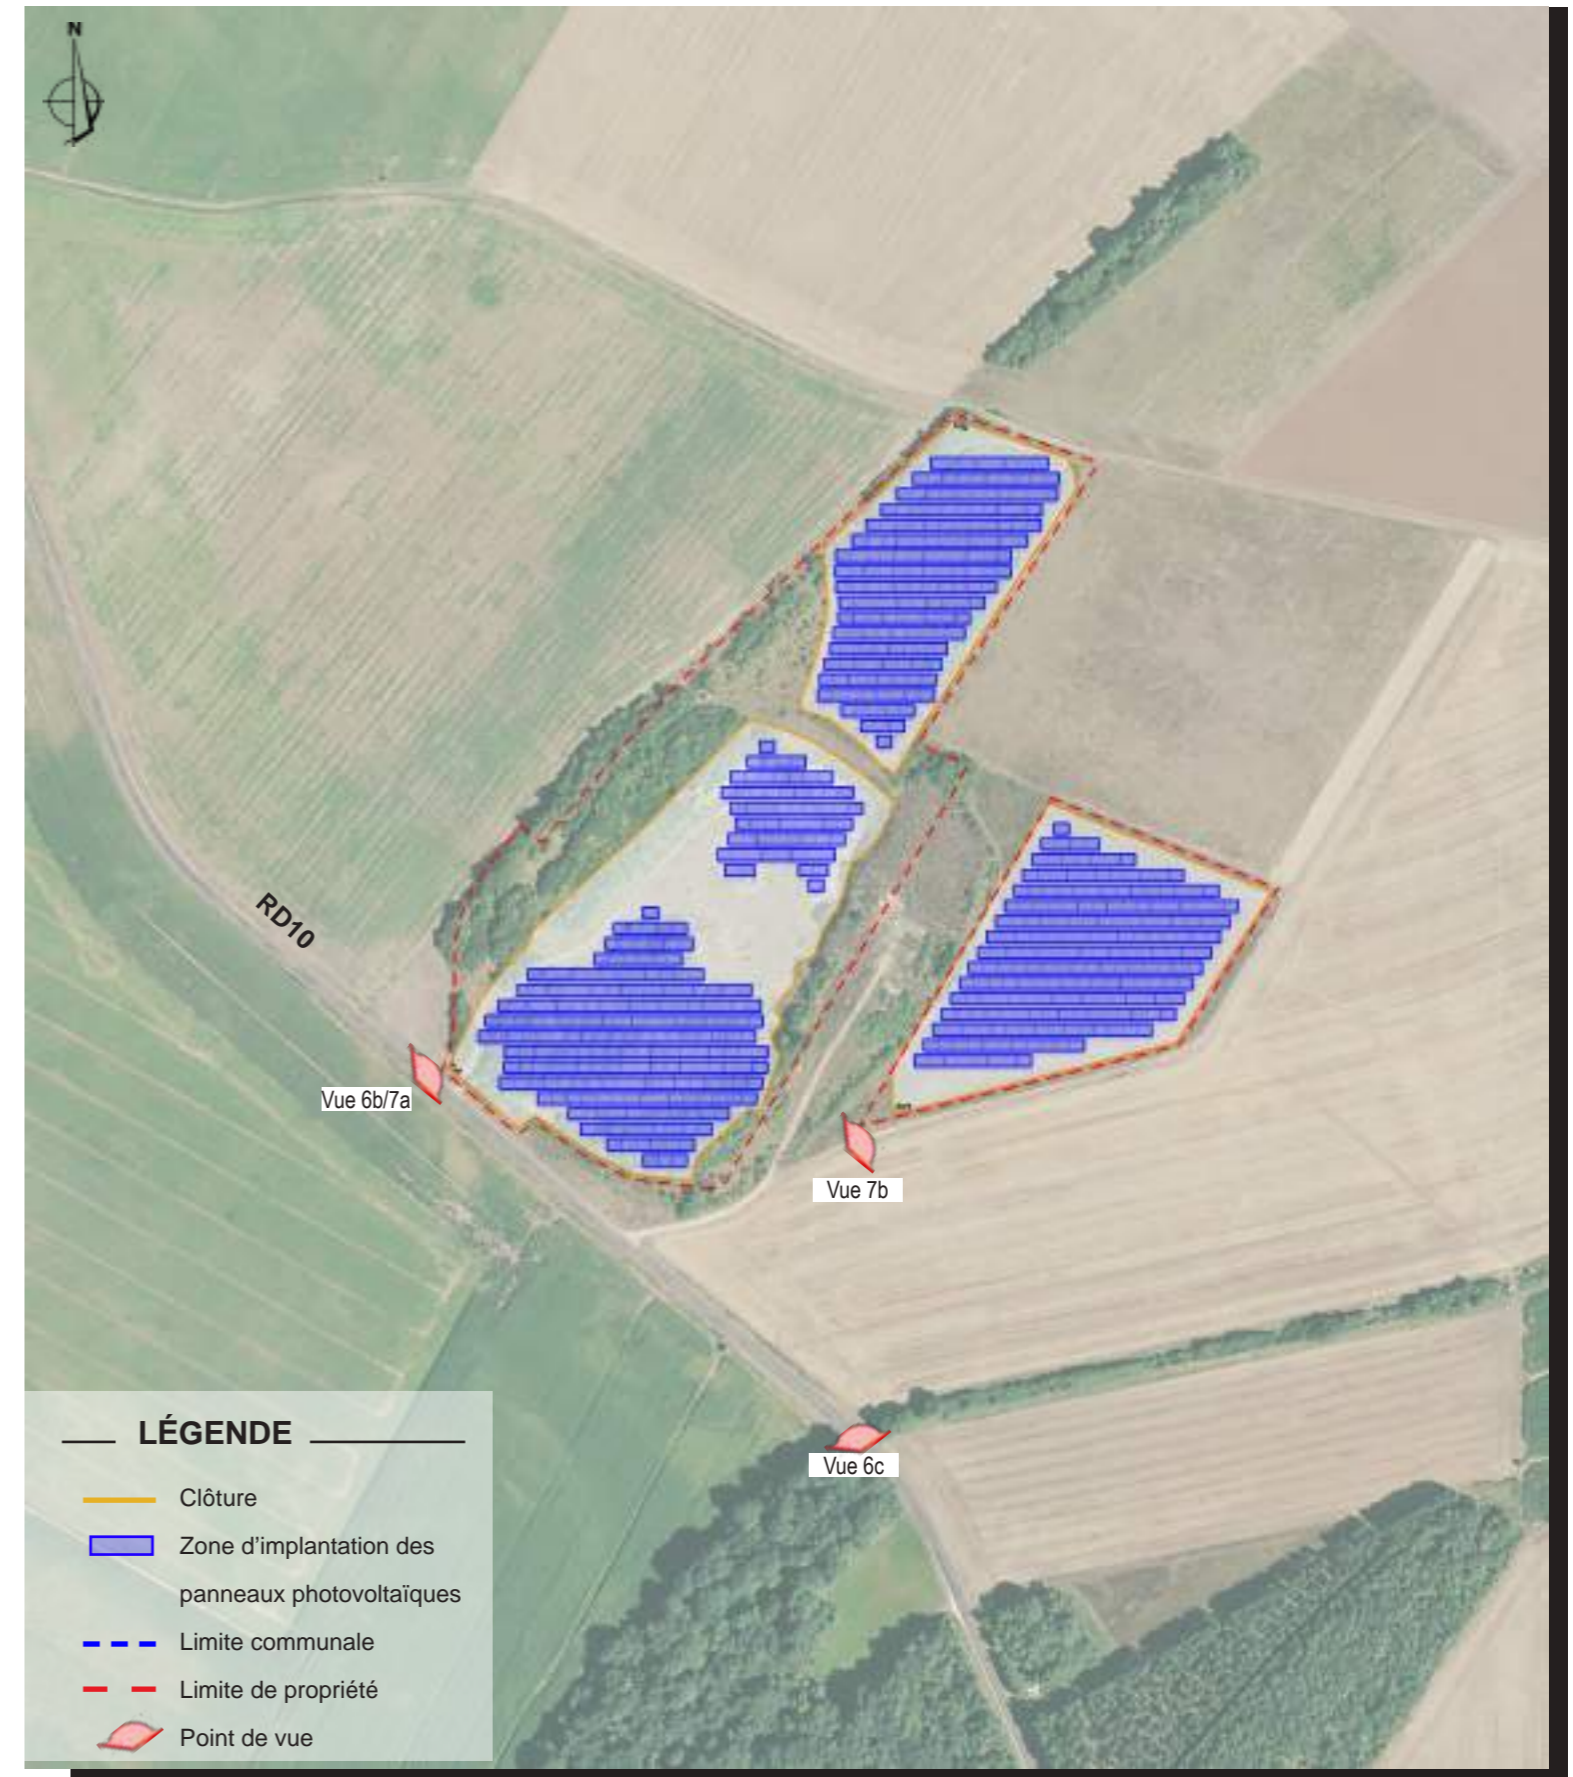 N
RD10
Vue 6b/7a
Vue 7b
Vue 6c
LÉGENDE
Clôture
Zone d'implantation des
panneaux photovoltaïques
Limite communale
Limite de propriété
Point de vue